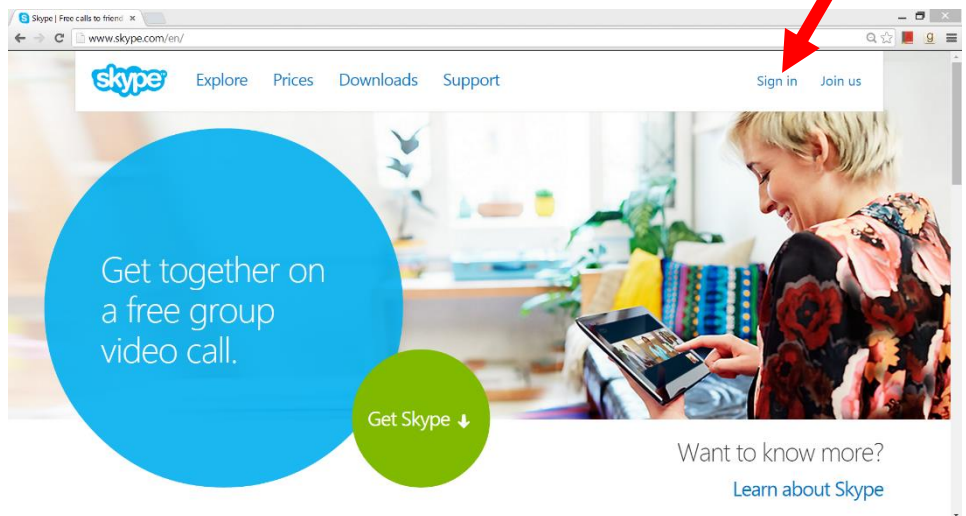 Skype | Free calls to friend
www.skype.com/en/
skype
Explore Prices Downloads Support
Sign in Join us
Get together on
a free group
video call.
Get Skype
Want to know more?
Learn about Skype